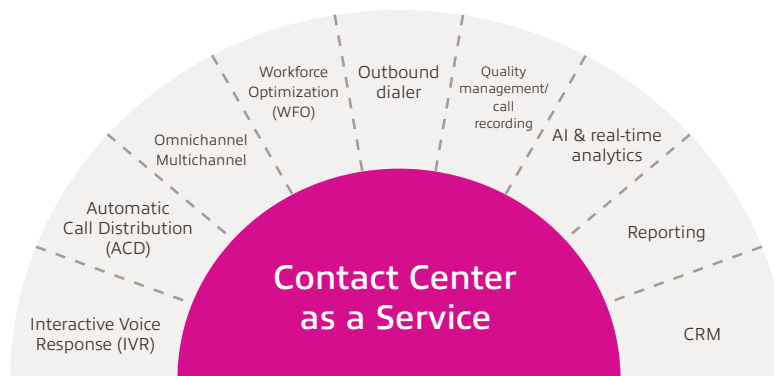 Interactive Voice
Response (IVR)
Automatic
Call Distribution
(ACD)
Omnichannel
Multichannel
Workforce
Optimization
(WFO)
Outbound
dialer
Quality
management/
call
recording
AI & real-time
analytics
Reporting
CRM
Contact Center
as a Service